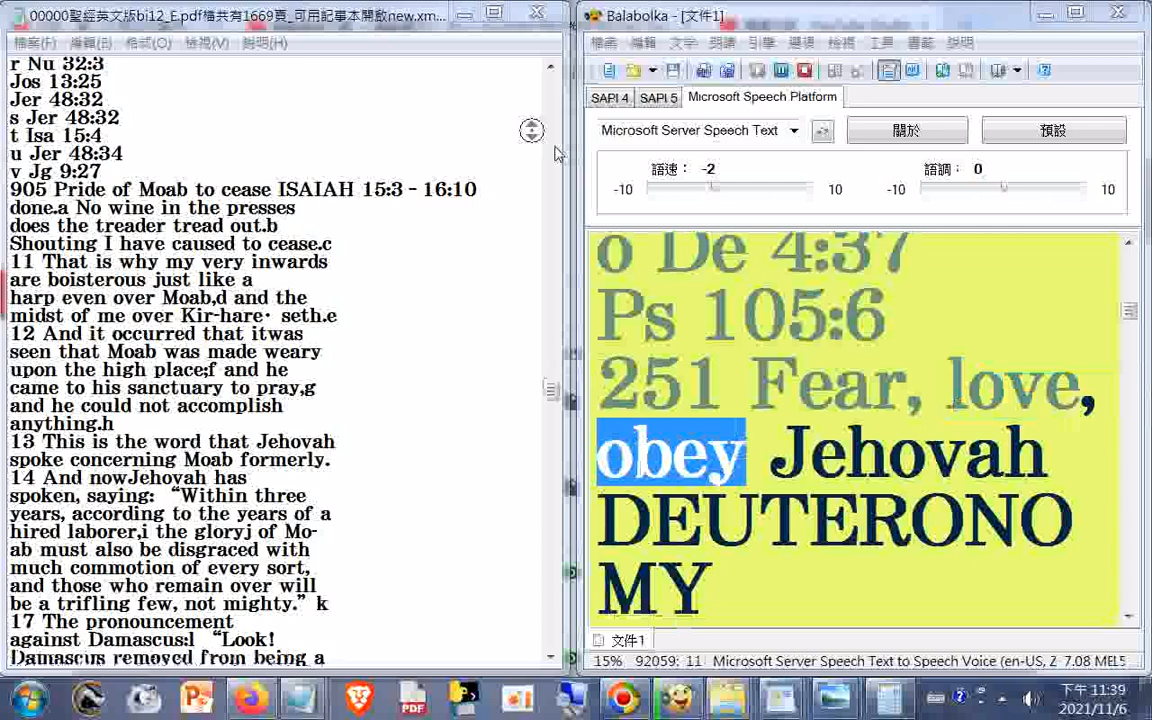 00000聖經英文版bi12_E.pdf檔共有1669頁_可用記事本開啟new.xm...
檔案(F) 編輯(E) 格式(O) 檢視(V) 說明(H)
r Nu 32:3
Jos 13:25
Jer 48:32
s Jer 48:32
t Isa 15:4
u Jer 48:34
v Jg 9:27
905 Pride of Moab to cease ISAIAH 15:3 - 16:10
done.a No wine in the presses
does the treader tread out.b
Shouting I have caused to cease.c
11 That is why my very inwards
are boisterous just like a
harp even over Moab,d and the
midst of me over Kir-hare· seth.e
12 And it occurred that itwas
seen that Moab was made weary
upon the high place;f and he
came to his sanctuary to pray,g
and he could not accomplish
anything.h
13 This is the word that Jehovah
spoke concerning Moab formerly.
14 And nowJehovah has
spoken, saying: “Within three
years, according to the years of a
hired laborer,i the gloryj of Mo-
ab must also be disgraced with
much commotion of every sort,
and those who remain over will
be a trifling few, not mighty.” k
17 The pronouncement
against Damascus:l “Look!
Damascus removed from being a
Balabolka - [文件1]
檔案 編輯 文字 朗讀 引擎 選項 檢視 工具 書籤 說明
SAPI 4 SAPI 5 Microsoft Speech Platform
Microsoft Server Speech Text 關於 預設
語速： -2 語調： 0
-10 10 -10 10
o De 4:37
Ps 105:6
251 Fear, love,
obey Jehovah
DEUTERONO
MY
文件1
15% 92059: 11 Microsoft Server Speech Text to Speech Voice (en-US, Z 7.08 МБ
PDF
下午 11:39
2021/11/6